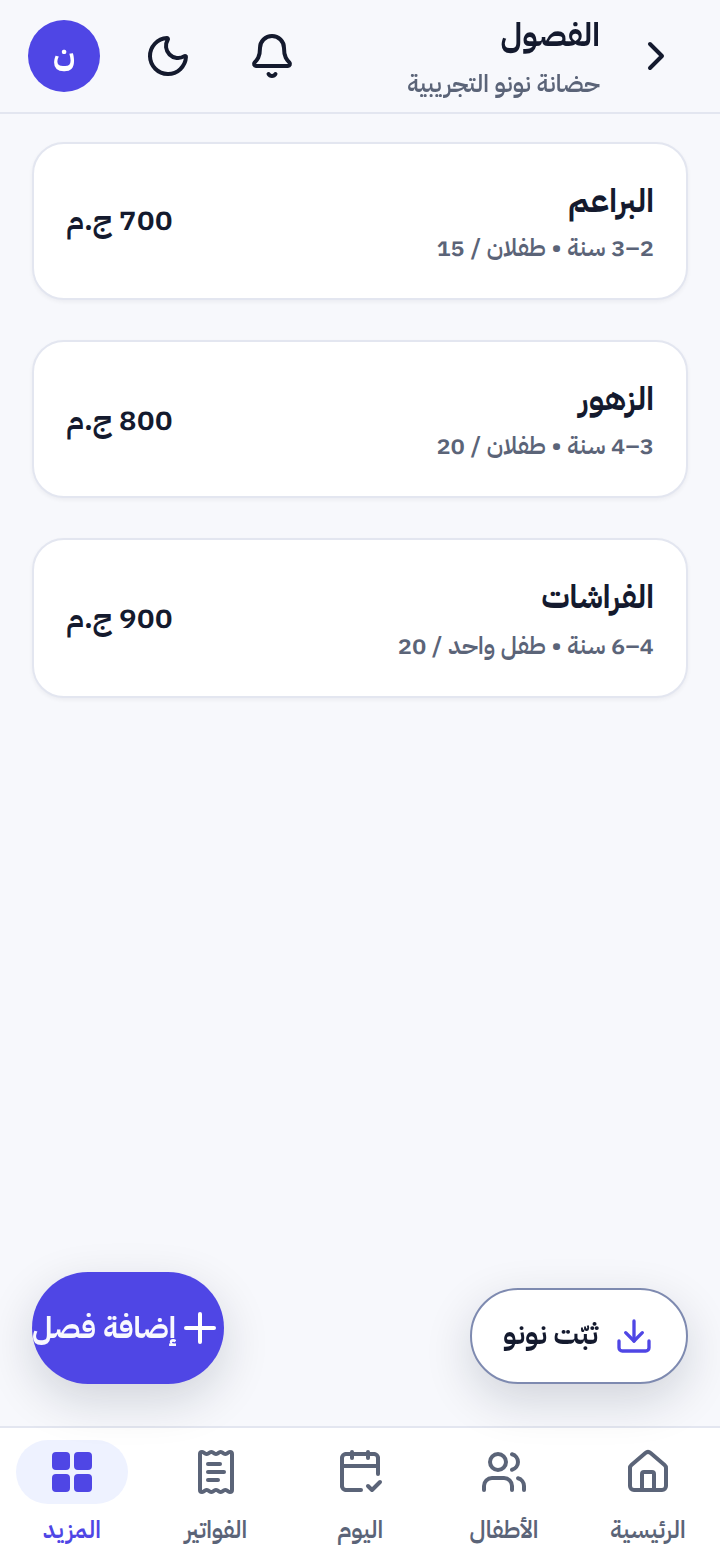 الفصول
حضانة نونو التجريبية
ن
البراعم
2–3 سنة • طفلان / 15
700 ج.م
الزهور
3–4 سنة • طفلان / 20
800 ج.م
الفراشات
4–6 سنة • طفل واحد / 20
900 ج.م
ثبّت نونو
إضافة فصل
الرئيسية
الأطفال
اليوم
الفواتير
المزيد